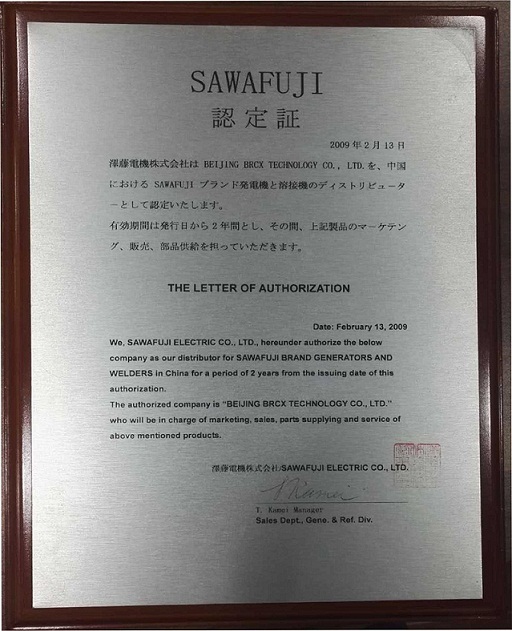 SAWAFUJI
認定証
2009年2月13日
澤藤電機株式会社は BEIJING BRCX TECHNOLOGY CO., LTD.を、中国
における SAWAFUJI ブランド発電機と溶接機のディストリビュータ
ーとして認定いたします。
有効期間は発行日から2年間とし、その間、上記製品のマーケテン
グ、販売、部品供給を担っていただきます。
THE LETTER OF AUTHORIZATION
Date: February 13, 2009
We, SAWAFUJI ELECTRIC CO., LTD., hereunder authorize the below
company as our distributor for SAWAFUJI BRAND GENERATORS AND
WELDERS in China for a period of 2 years from the issuing date of this
authorization.
The authorized company is “BEIJING BRCX TECHNOLOGY CO., LTD.”
who will be in charge of marketing, sales, parts supplying and service of
above mentioned products.
澤藤電機株式会社/SAWAFUJI ELECTRIC CO., LTD.
T. Kamei Manager
Sales Dept., Gene. & Ref. Div.